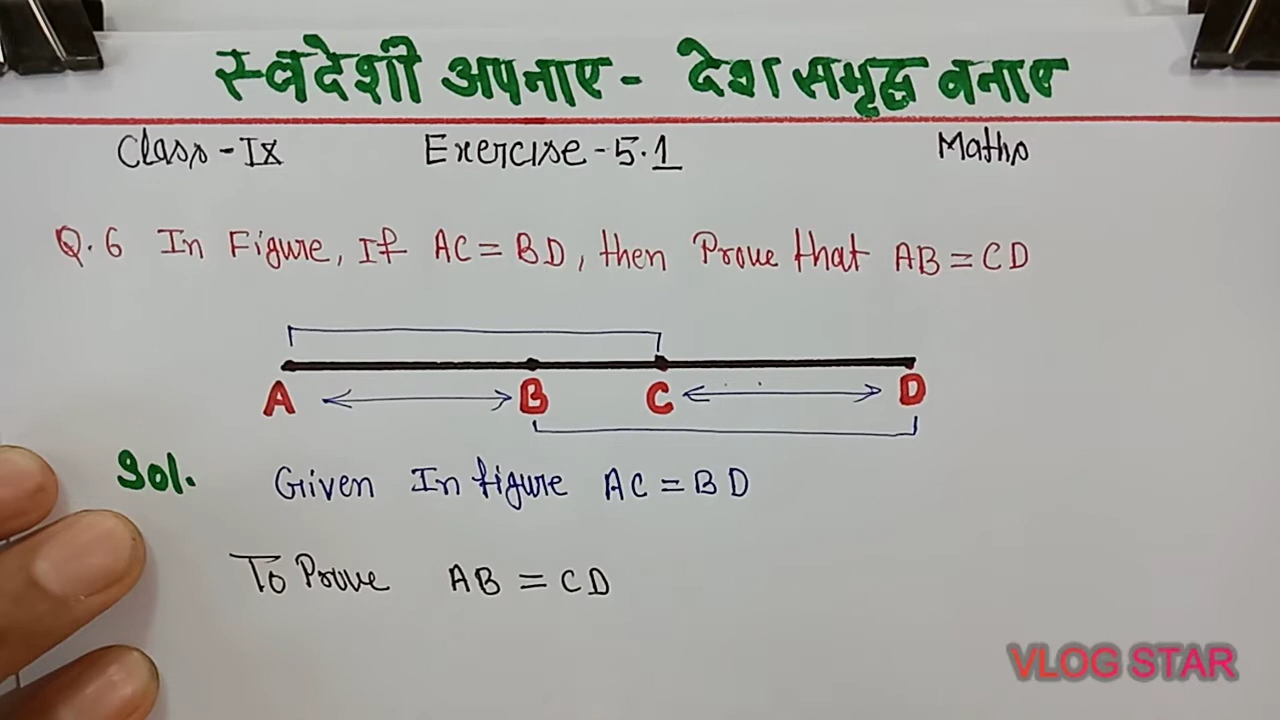 स्वदेशी अपनाए - देश समृद्ध बनाए
Class - IX Exercise - 5.1 Maths
Q.6 In Figure, If AC = BD, then Prove that AB = CD
A B C D
Sol. Given In figure AC = BD
To Prove AB = CD
VLOG STAR